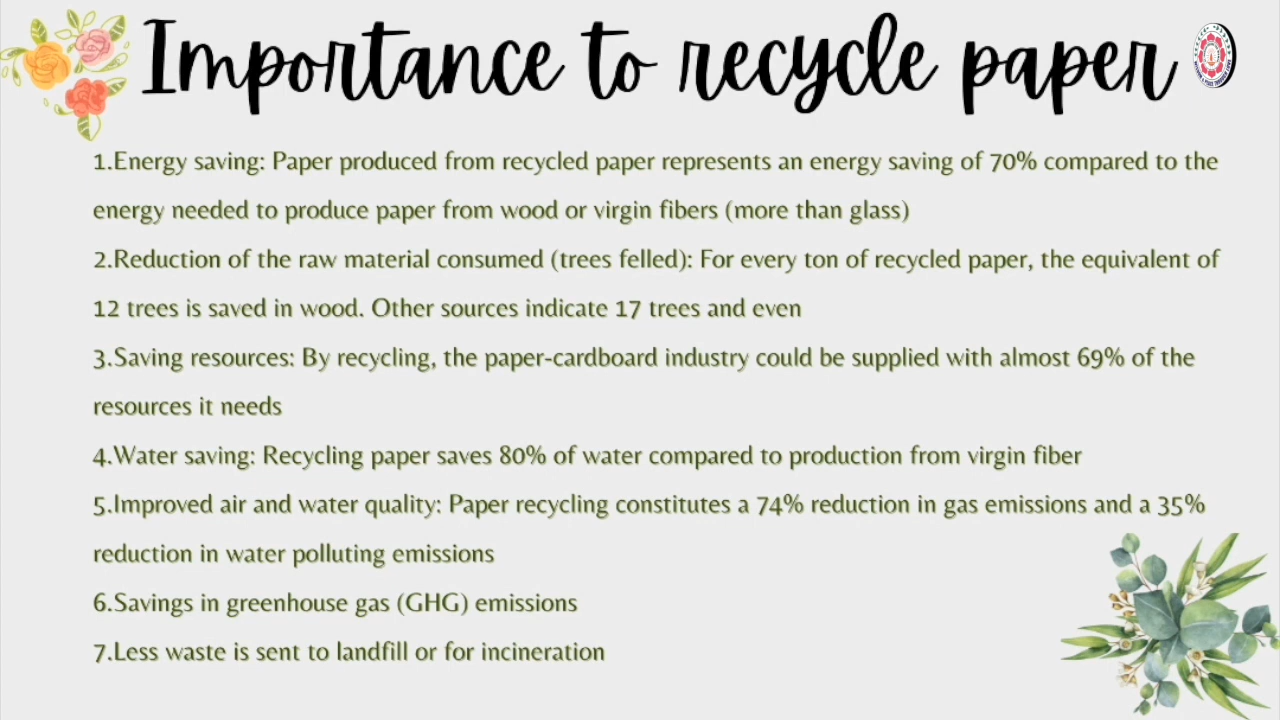 Importance to recycle paper
1.Energy saving: Paper produced from recycled paper represents an energy saving of 70% compared to the
energy needed to produce paper from wood or virgin fibers (more than glass)
2.Reduction of the raw material consumed (trees felled): For every ton of recycled paper, the equivalent of
12 trees is saved in wood. Other sources indicate 17 trees and even
3.Saving resources: By recycling, the paper-cardboard industry could be supplied with almost 69% of the
resources it needs
4.Water saving: Recycling paper saves 80% of water compared to production from virgin fiber
5.Improved air and water quality: Paper recycling constitutes a 74% reduction in gas emissions and a 35%
reduction in water polluting emissions
6.Savings in greenhouse gas (GHG) emissions
7.Less waste is sent to landfill or for incineration